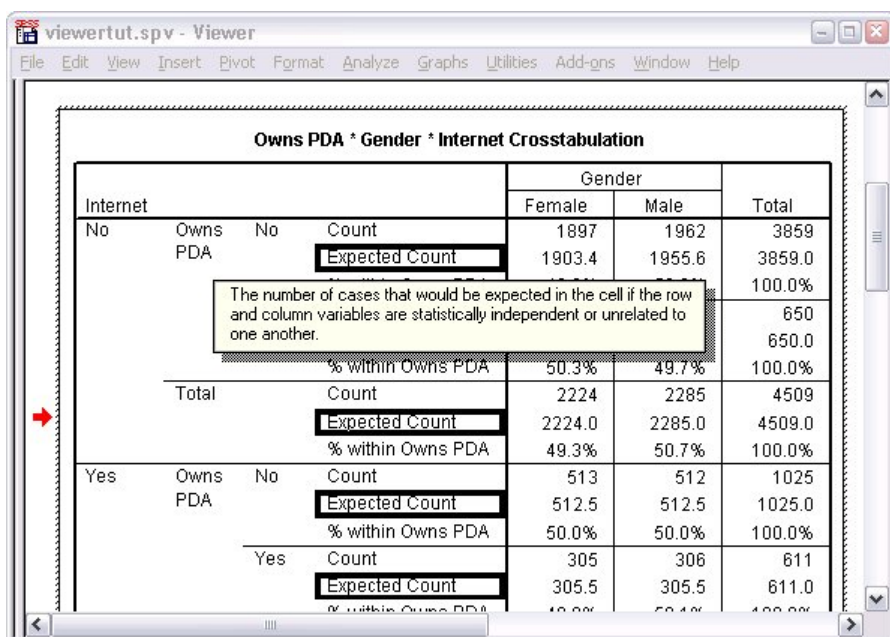 viewertut.spv - Viewer
File Edit View Insert Pivot Format Analyze Graphs Utilities Add-ons Window Help
Owns PDA * Gender * Internet Crosstabulation
Gender
Internet Female Male Total
No Owns PDA No Count 1897 1962 3859
Expected Count 1903.4 1955.6 3859.0
100.0%
The number of cases that would be expected in the cell if the row
and column variables are statistically independent or unrelated to
one another.
650
650.0
% within Owns PDA 50.3% 49.7% 100.0%
Total Count 2224 2285 4509
Expected Count 2224.0 2285.0 4509.0
% within Owns PDA 49.3% 50.7% 100.0%
Yes Owns PDA No Count 513 512 1025
Expected Count 512.5 512.5 1025.0
% within Owns PDA 50.0% 50.0% 100.0%
Yes Count 305 306 611
Expected Count 305.5 305.5 611.0